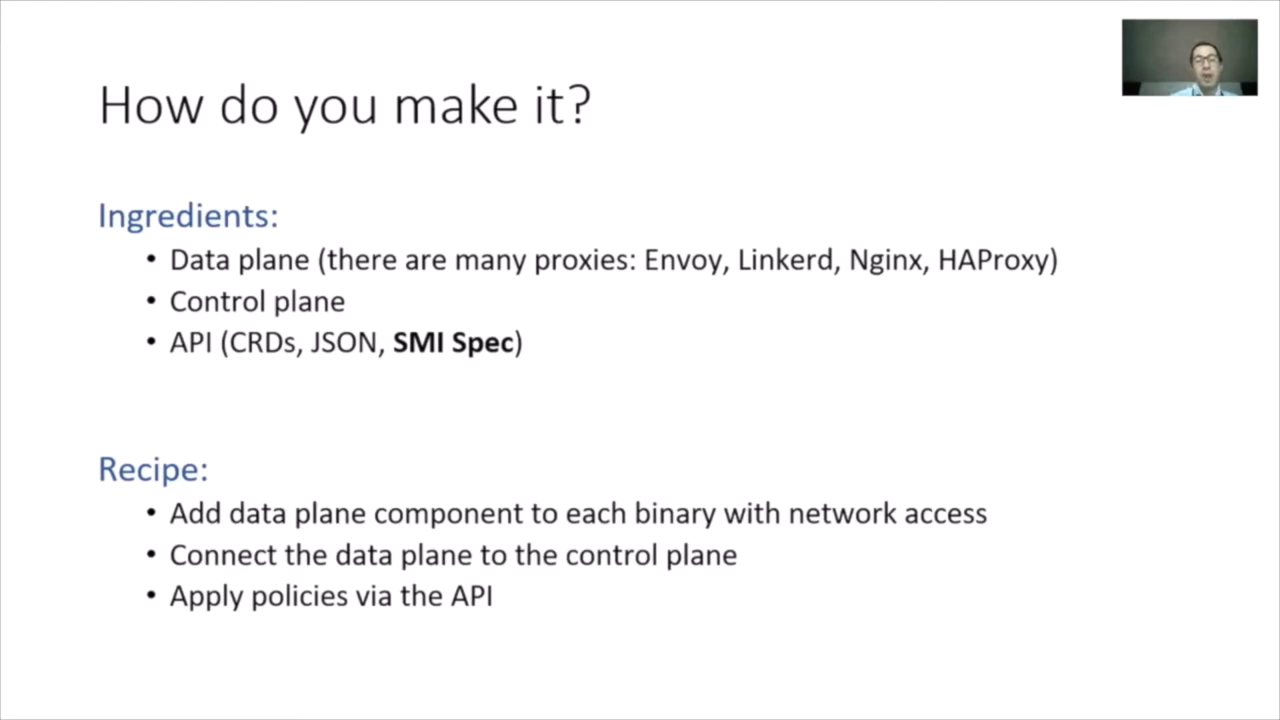 How do you make it?
Ingredients:
• Data plane (there are many proxies: Envoy, Linkerd, Nginx, HAProxy)
• Control plane
• API (CRDs, JSON, SMI Spec)
Recipe:
• Add data plane component to each binary with network access
• Connect the data plane to the control plane
• Apply policies via the API